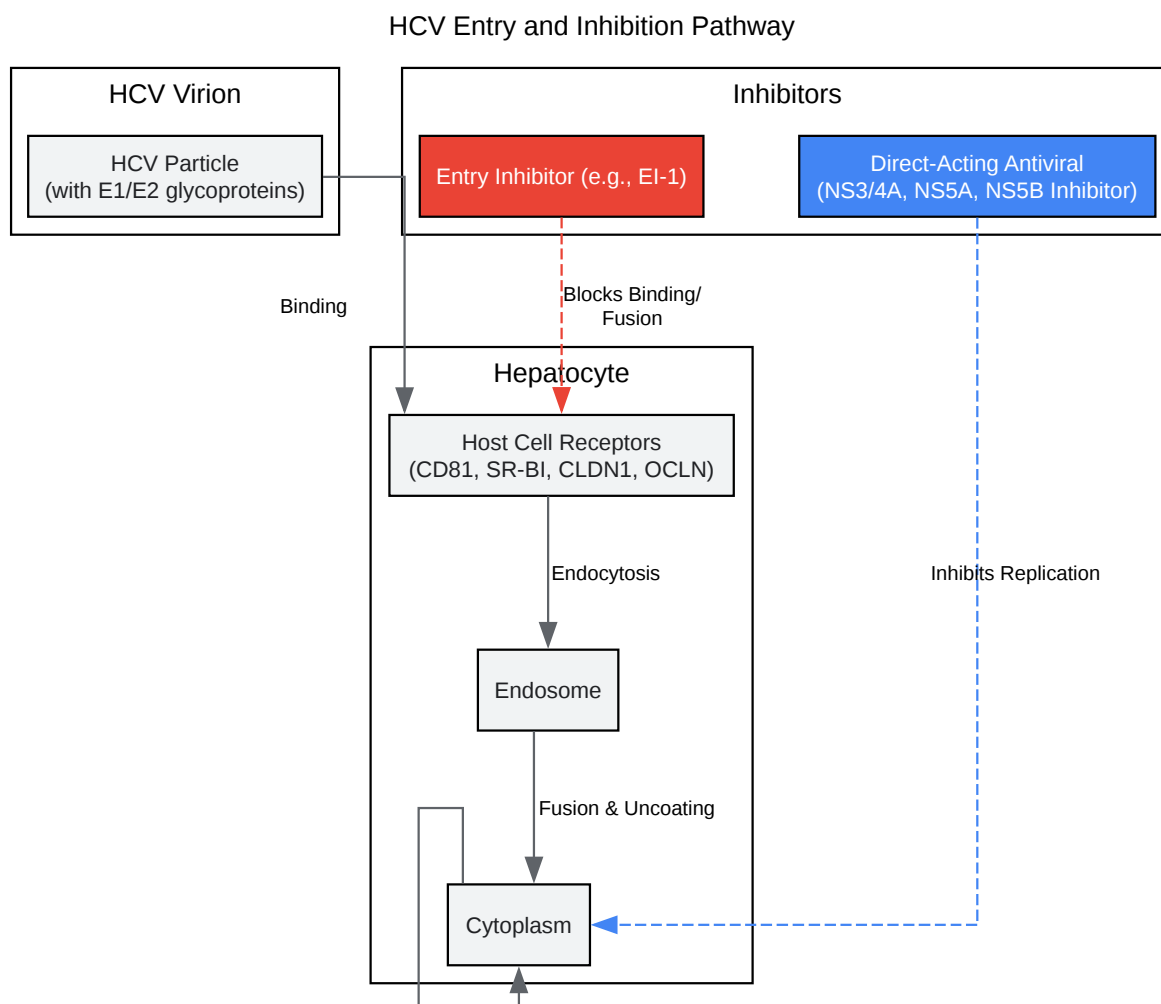 HCV Entry and Inhibition Pathway
HCV Virion
Inhibitors
HCV Particle
(with E1/E2 glycoproteins)
Entry Inhibitor (e.g., EI-1)
Direct-Acting Antiviral
(NS3/4A, NS5A, NS5B Inhibitor)
Binding
Blocks Binding/
Fusion
Hepatocyte
Host Cell Receptors
(CD81, SR-BI, CLDN1, OCLN)
Endocytosis
Inhibits Replication
Endosome
Fusion & Uncoating
Cytoplasm